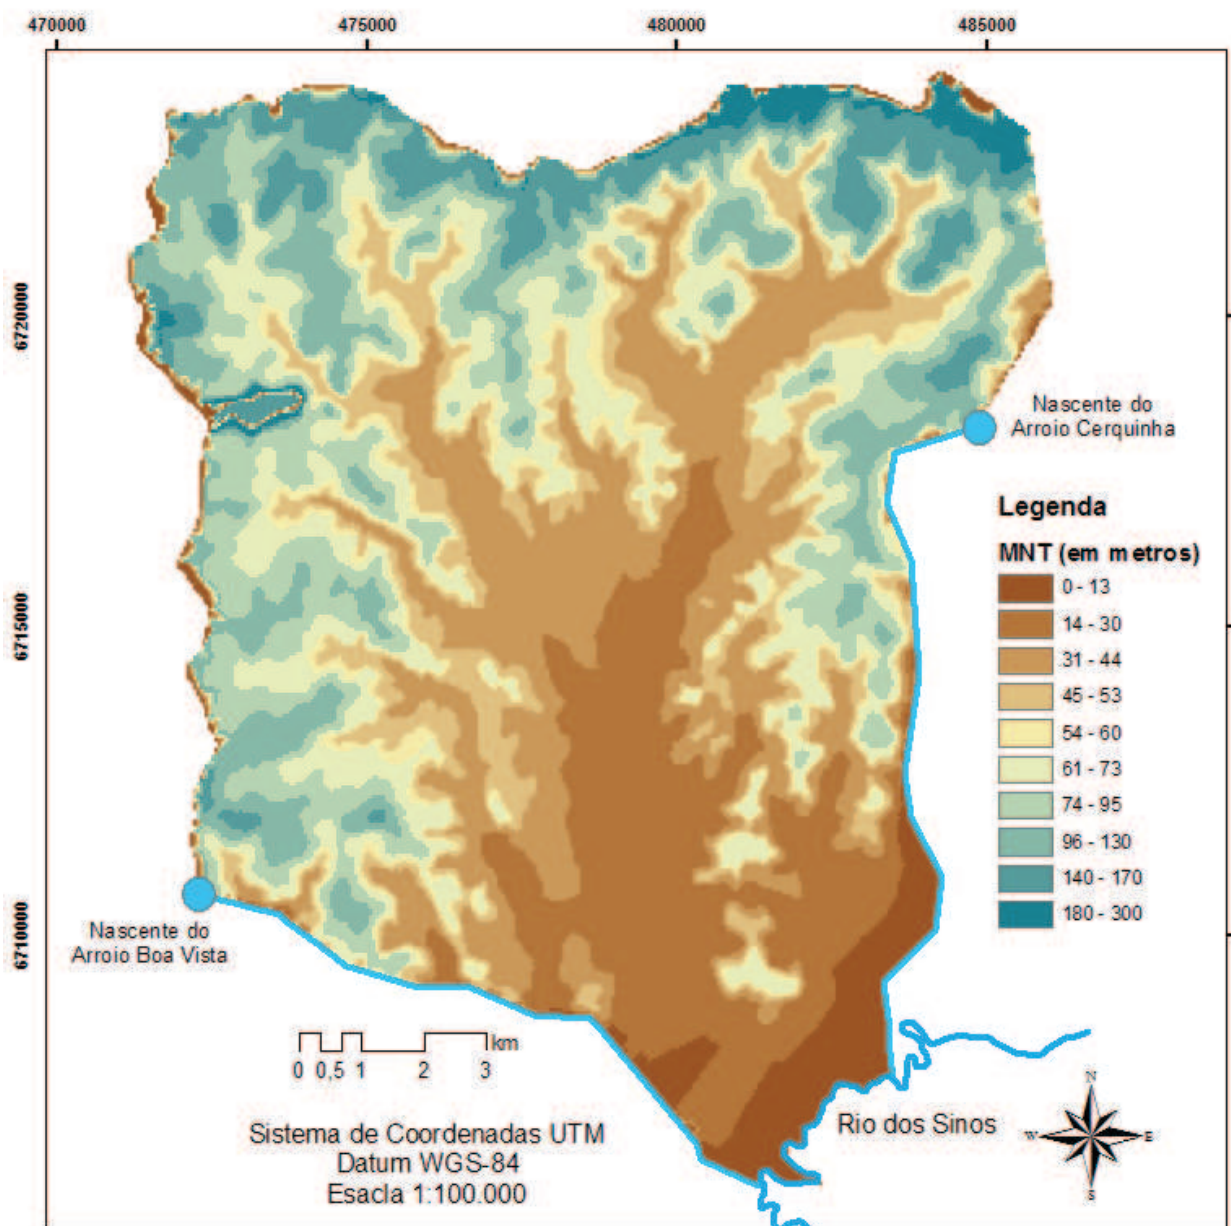 470000 475000 480000 485000
6720000
6715000
6710000
Nascente do
Arroio Cerquinha
Legenda
MNT (em metros)
0 - 13
14 - 30
31 - 44
45 - 53
54 - 60
61 - 73
74 - 95
96 - 130
140 - 170
180 - 300
Nascente do
Arroio Boa Vista
km
0 0,5 1 2 3
Sistema de Coordenadas UTM
Datum WGS-84
Esacla 1:100.000
Rio dos Sinos
N
W E
S